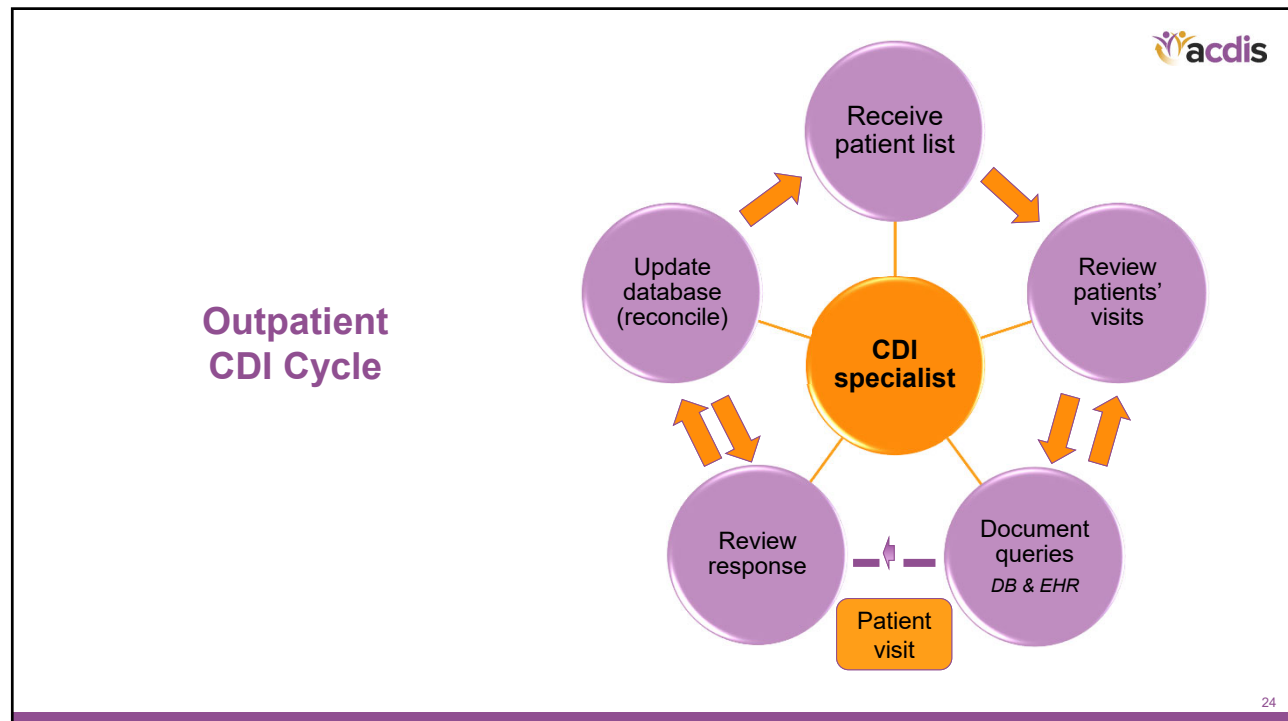 acdis
Outpatient
CDI Cycle
Receive
patient list
Review
patients’
visits
Document
queries
DB & EHR
Patient
visit
Review
response
Update
database
(reconcile)
CDI
specialist
24